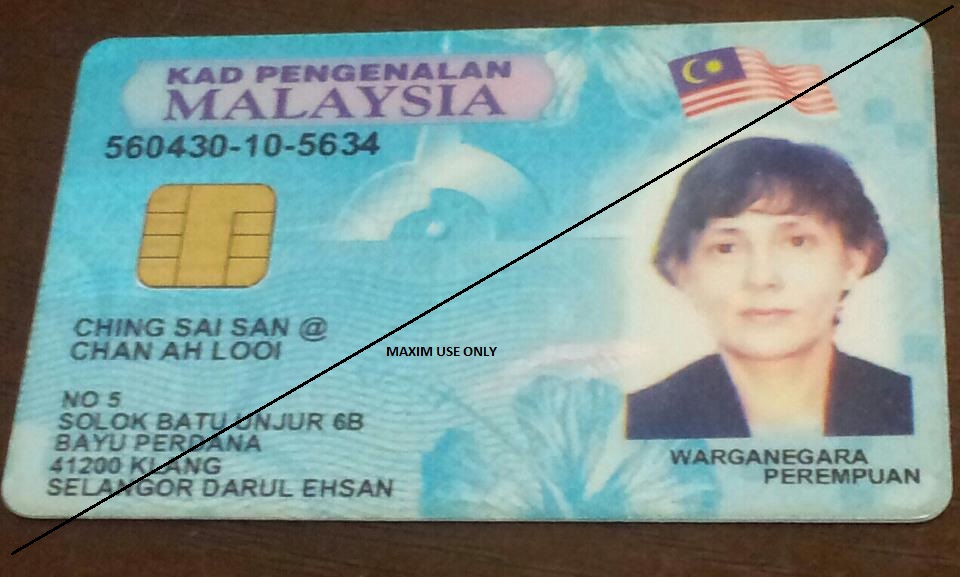 KAD PENGENALAN
MALAYSIA
560430-10-5634
CHING SAI SAN @
CHAN AH LOOI
MAXIM USE ONLY
NO 5
SOLOK BATU UNJUR 6B
BAYU PERDANA
41200 KLANG
SELANGOR DARUL EHSAN
WARGANEGARA
PEREMPUAN